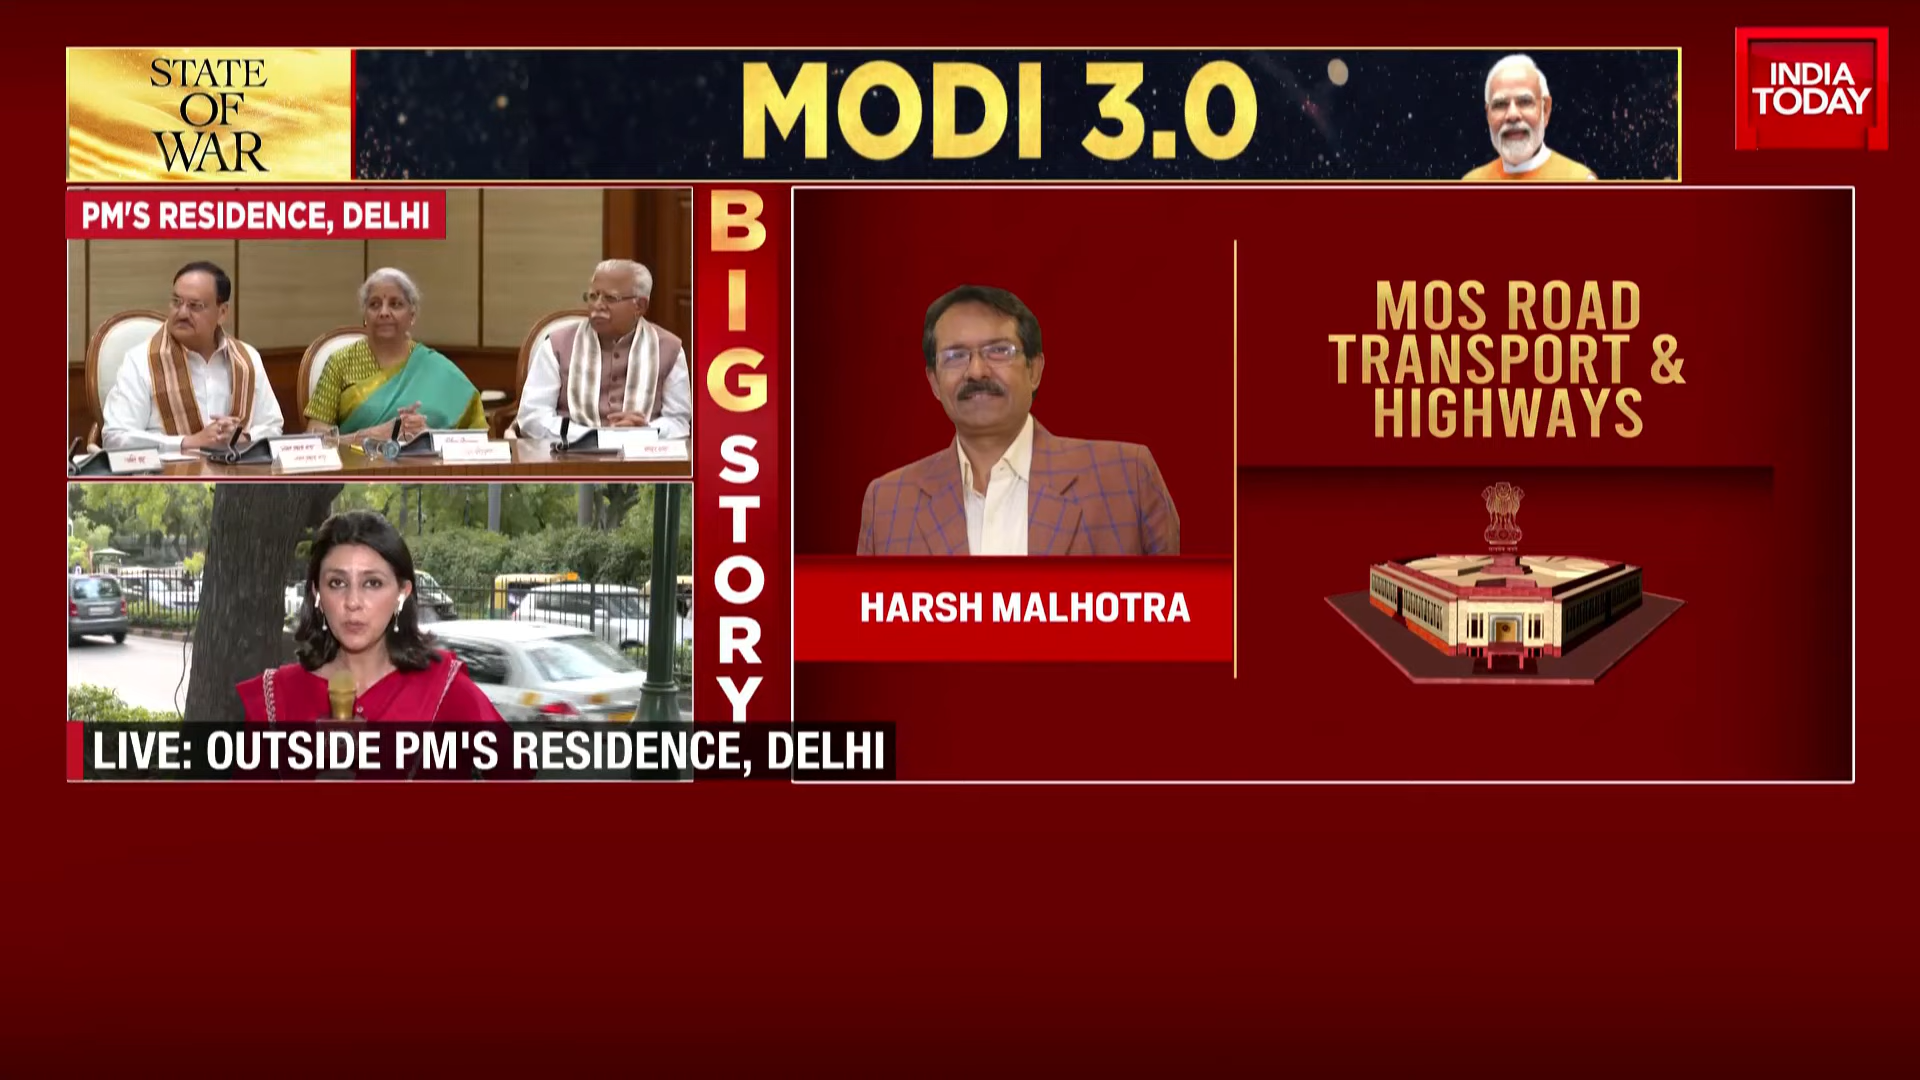 STATE
OF
WAR
MODI 3.0
INDIA
TODAY
PM'S RESIDENCE, DELHI
BIG STORY
MOS ROAD
TRANSPORT &
HIGHWAYS
HARSH MALHOTRA
LIVE: OUTSIDE PM'S RESIDENCE, DELHI